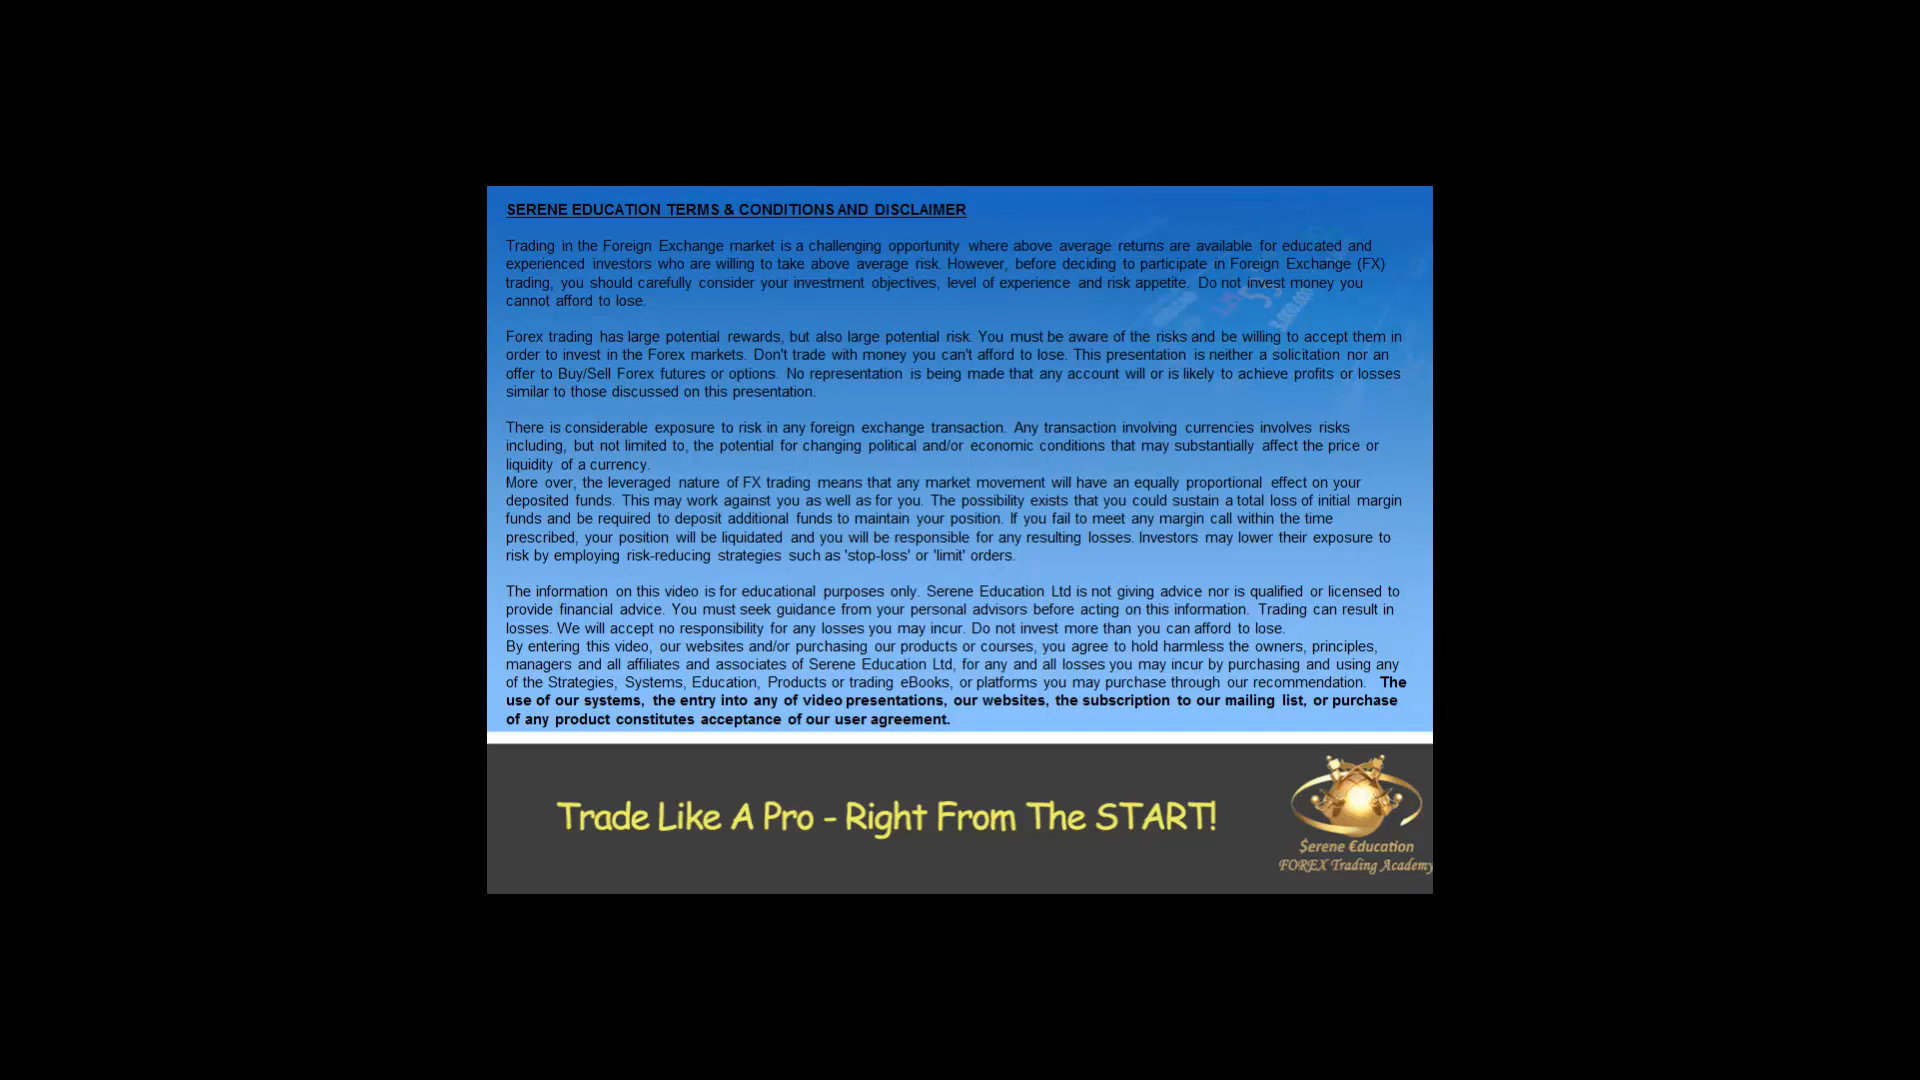 SERENE EDUCATION TERMS & CONDITIONS AND DISCLAIMER
Trading in the Foreign Exchange market is a challenging opportunity where above average returns are available for educated and
experienced investors who are willing to take above average risk. However, before deciding to participate in Foreign Exchange (FX)
trading, you should carefully consider your investment objectives, level of experience and risk appetite. Do not invest money you
cannot afford to lose.
Forex trading has large potential rewards, but also large potential risk. You must be aware of the risks and be willing to accept them in
order to invest in the Forex markets. Don't trade with money you can't afford to lose. This presentation is neither a solicitation nor an
offer to Buy/Sell Forex futures or options. No representation is being made that any account will or is likely to achieve profits or losses
similar to those discussed on this presentation.
There is considerable exposure to risk in any foreign exchange transaction. Any transaction involving currencies involves risks
including, but not limited to, the potential for changing political and/or economic conditions that may substantially affect the price or
liquidity of a currency.
More over, the leveraged nature of FX trading means that any market movement will have an equally proportional effect on your
deposited funds. This may work against you as well as for you. The possibility exists that you could sustain a total loss of initial margin
funds and be required to deposit additional funds to maintain your position. If you fail to meet any margin call within the time
prescribed, your position will be liquidated and you will be responsible for any resulting losses. Investors may lower their exposure to
risk by employing risk-reducing strategies such as 'stop-loss' or 'limit' orders.
The information on this video is for educational purposes only. Serene Education Ltd is not giving advice nor is qualified or licensed to
provide financial advice. You must seek guidance from your personal advisors before acting on this information. Trading can result in
losses. We will accept no responsibility for any losses you may incur. Do not invest more than you can afford to lose.
By entering this video, our websites and/or purchasing our products or courses, you agree to hold harmless the owners, principles,
managers and all affiliates and associates of Serene Education Ltd, for any and all losses you may incur by purchasing and using any
of the Strategies, Systems, Education, Products or trading eBooks, or platforms you may purchase through our recommendation. The
use of our systems, the entry into any of video presentations, our websites, the subscription to our mailing list, or purchase
of any product constitutes acceptance of our user agreement.
Trade Like A Pro - Right From The START!
$erene €ducation
FOREX Trading Academy